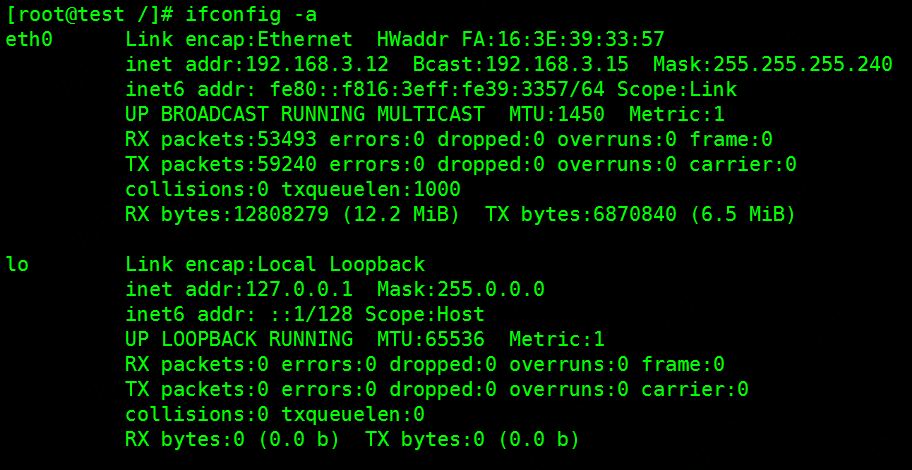 [root@test /]# ifconfig -a
eth0      Link encap:Ethernet  HWaddr FA:16:3E:39:33:57
          inet addr:192.168.3.12  Bcast:192.168.3.15  Mask:255.255.255.240
          inet6 addr: fe80::f816:3eff:fe39:3357/64 Scope:Link
          UP BROADCAST RUNNING MULTICAST  MTU:1450  Metric:1
          RX packets:53493 errors:0 dropped:0 overruns:0 frame:0
          TX packets:59240 errors:0 dropped:0 overruns:0 carrier:0
          collisions:0 txqueuelen:1000
          RX bytes:12808279 (12.2 MiB)  TX bytes:6870840 (6.5 MiB)

lo        Link encap:Local Loopback
          inet addr:127.0.0.1  Mask:255.0.0.0
          inet6 addr: ::1/128 Scope:Host
          UP LOOPBACK RUNNING  MTU:65536  Metric:1
          RX packets:0 errors:0 dropped:0 overruns:0 frame:0
          TX packets:0 errors:0 dropped:0 overruns:0 carrier:0
          collisions:0 txqueuelen:0
          RX bytes:0 (0.0 b)  TX bytes:0 (0.0 b)